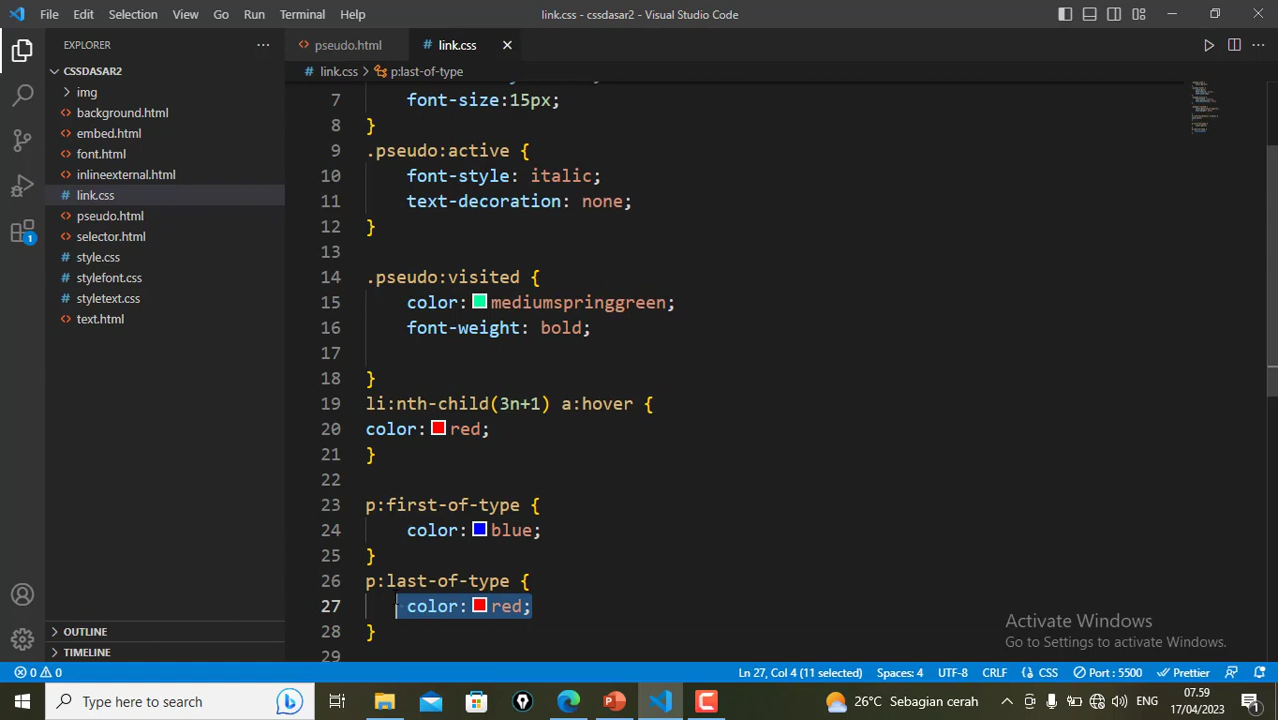 File Edit Selection View Go Run Terminal Help link.css - cssdasar2 - Visual Studio Code
EXPLORER
pseudo.html
link.css
CSSDASAR2
link.css > p:last-of-type
img
background.html
embed.html
font.html
inlineexternal.html
link.css
pseudo.html
selector.html
style.css
stylefont.css
styletext.css
text.html
OUTLINE
TIMELINE
7 font-size:15px;
8 }
9 .pseudo:active {
10 font-style: italic;
11 text-decoration: none;
12 }
13
14 .pseudo:visited {
15 color: mediumspringgreen;
16 font-weight: bold;
17
18 }
19 li:nth-child(3n+1) a:hover {
20 color: red;
21 }
22
23 p:first-of-type {
24 color: blue;
25 }
26 p:last-of-type {
27 color: red;
28 }
29
1
Activate Windows
Go to Settings to activate Windows.
0 0 Ln 27, Col 4 (11 selected) Spaces: 4 UTF-8 CRLF {} CSS Port : 5500 Prettier
Type here to search
26°C Sebagian cerah
ENG
07.59
17/04/2023
1